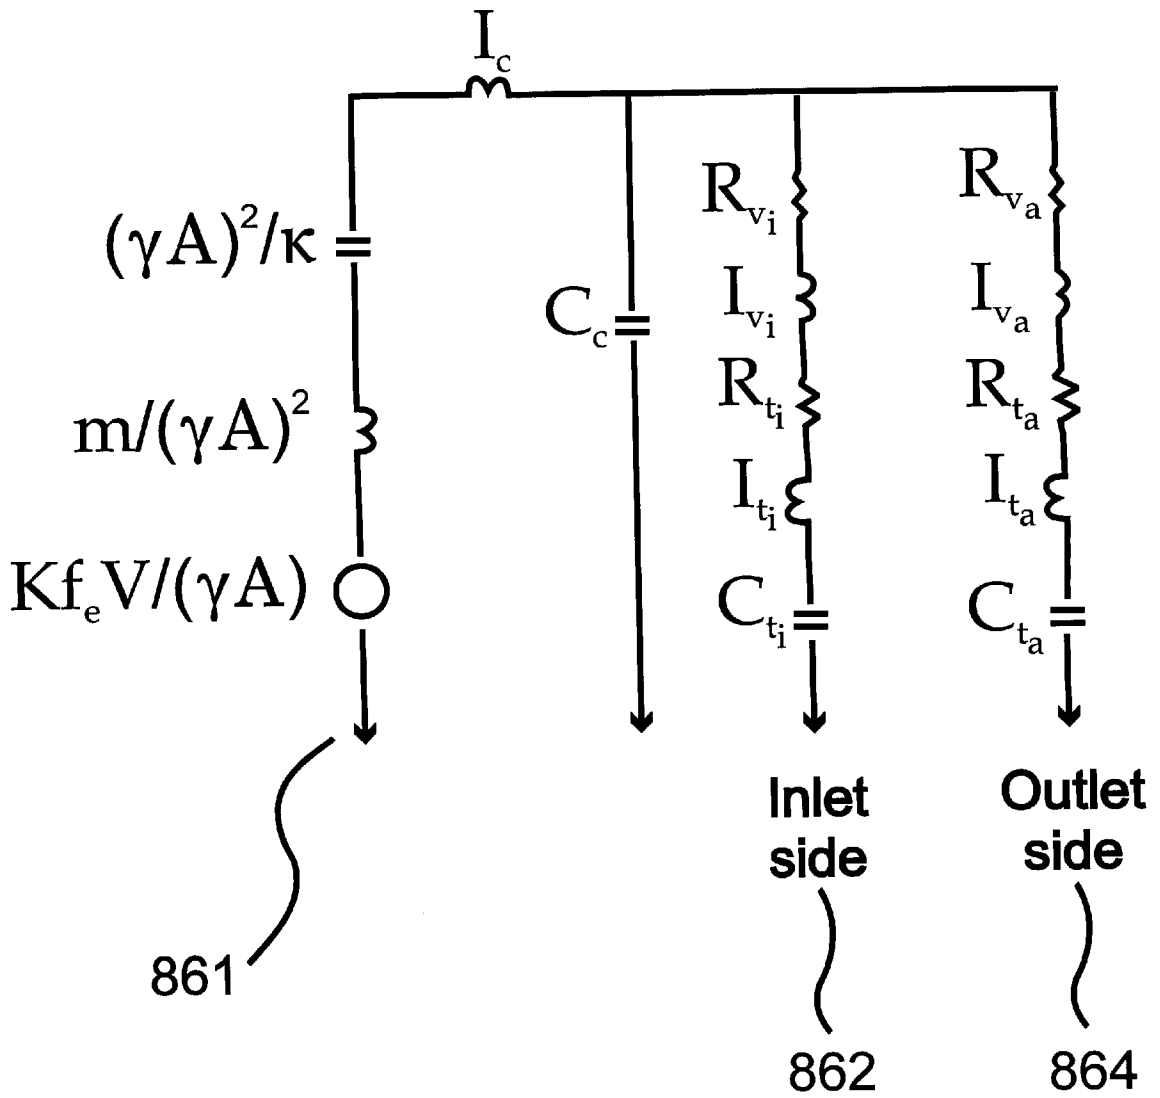 I_c
(γA)²/κ
m/(γA)²
Kf_eV/(γA)
C_c
R_{v_i}
I_{v_i}
R_{t_i}
I_{t_i}
C_{t_i}
R_{v_a}
I_{v_a}
R_{t_a}
I_{t_a}
C_{t_a}
Inlet
side
Outlet
side
861
862
864